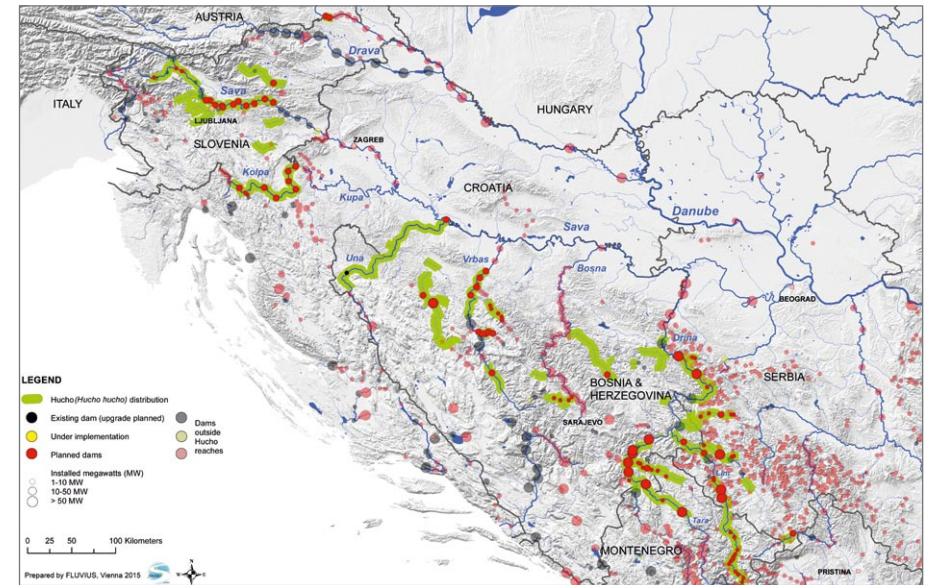 AUSTRIA
Drava
ITALY
Sava
HUNGARY
LJUBLJANA
SLOVENIA
ZAGREB
Kolpa
CROATIA
Kupa
Danube
Sava
Una
Vrbas
Bosna
BEOGRAD
Drina
SERBIA
BOSNIA &
HERZEGOVINA
SARAJEVO
Lim
Tara
MONTENEGRO
PRISTINA
LEGEND
Hucho (Hucho hucho) distribution
Existing dam (upgrade planned)
Under implementation
Planned dams
Dams
outside
Hucho
reaches
Installed megawatts (MW)
1-10 MW
10-50 MW
> 50 MW
0 25 50 100 Kilometers
Prepared by FLUVIUS, Vienna 2015